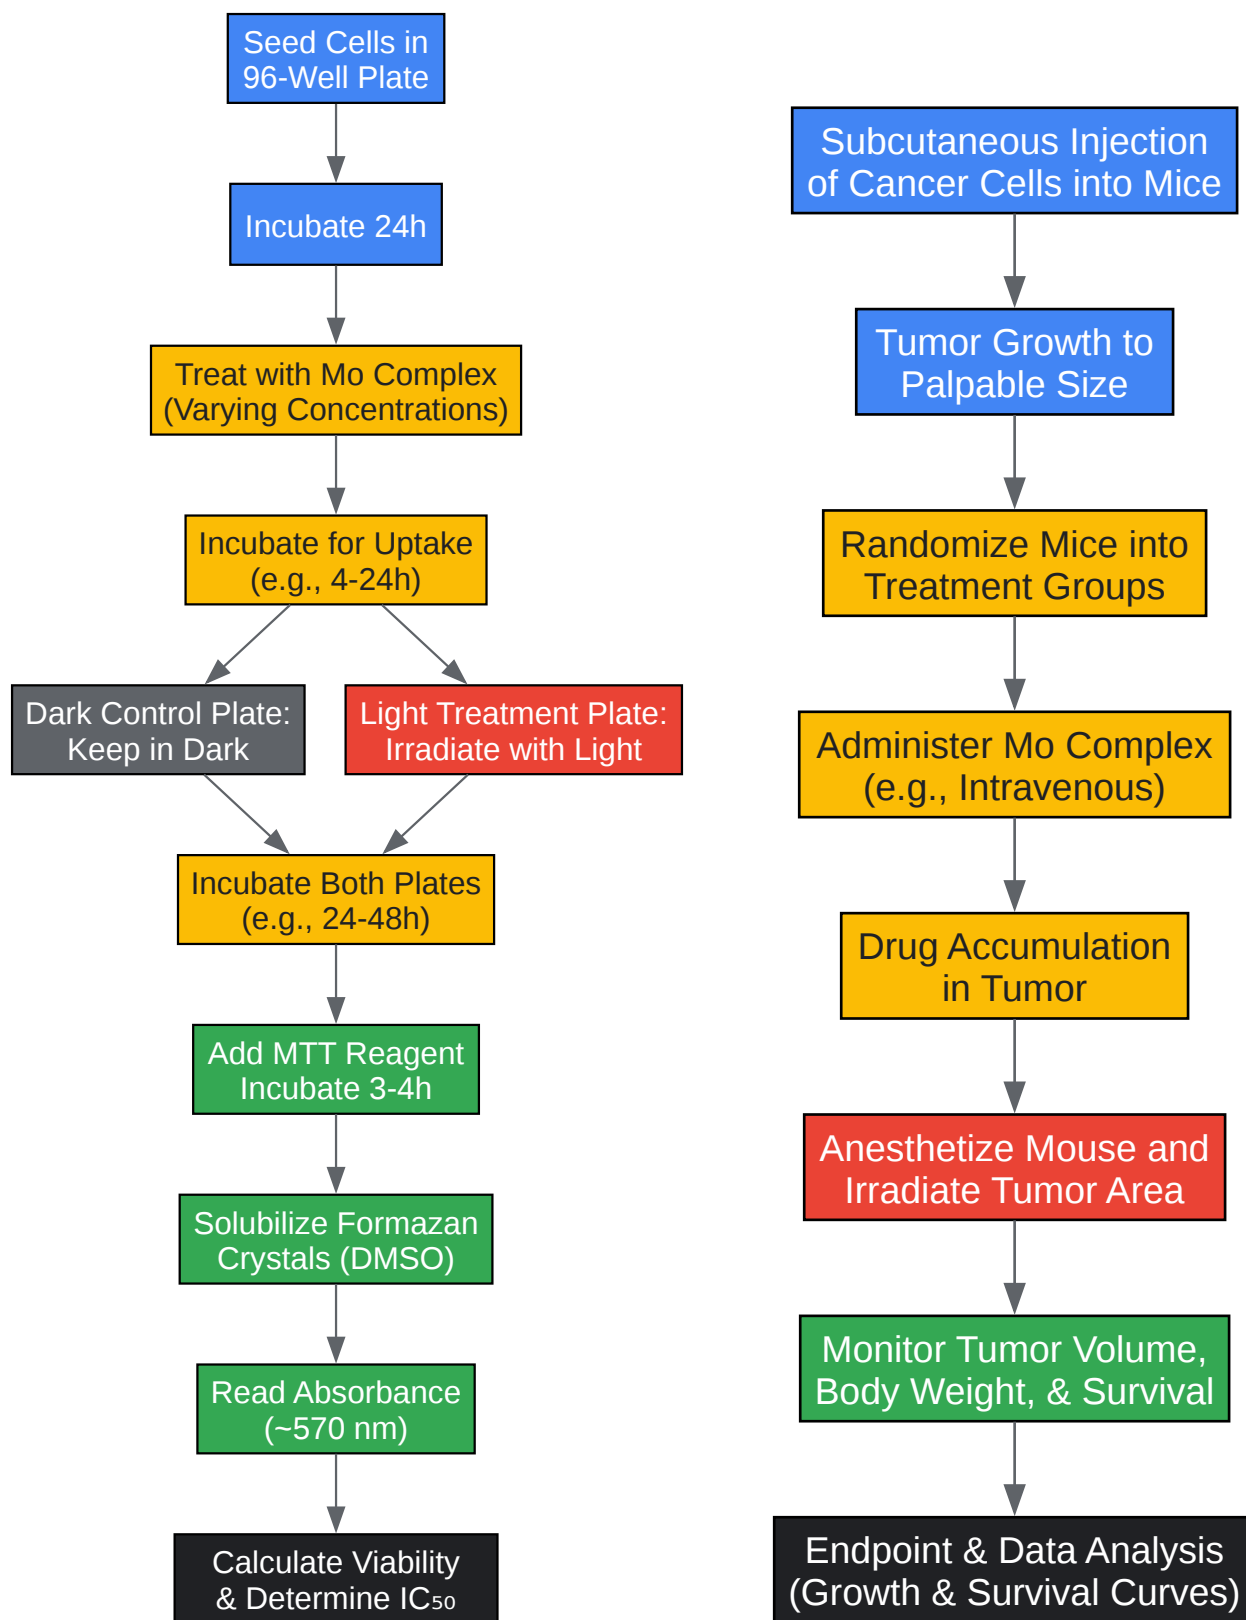 Seed Cells in
96-Well Plate
Incubate 24h
Treat with Mo Complex
(Varying Concentrations)
Incubate for Uptake
(e.g., 4-24h)
Dark Control Plate:
Keep in Dark
Light Treatment Plate:
Irradiate with Light
Incubate Both Plates
(e.g., 24-48h)
Add MTT Reagent
Incubate 3-4h
Solubilize Formazan
Crystals (DMSO)
Read Absorbance
(~570 nm)
Calculate Viability
& Determine IC₅₀
Subcutaneous Injection
of Cancer Cells into Mice
Tumor Growth to
Palpable Size
Randomize Mice into
Treatment Groups
Administer Mo Complex
(e.g., Intravenous)
Drug Accumulation
in Tumor
Anesthetize Mouse and
Irradiate Tumor Area
Monitor Tumor Volume,
Body Weight, & Survival
Endpoint & Data Analysis
(Growth & Survival Curves)